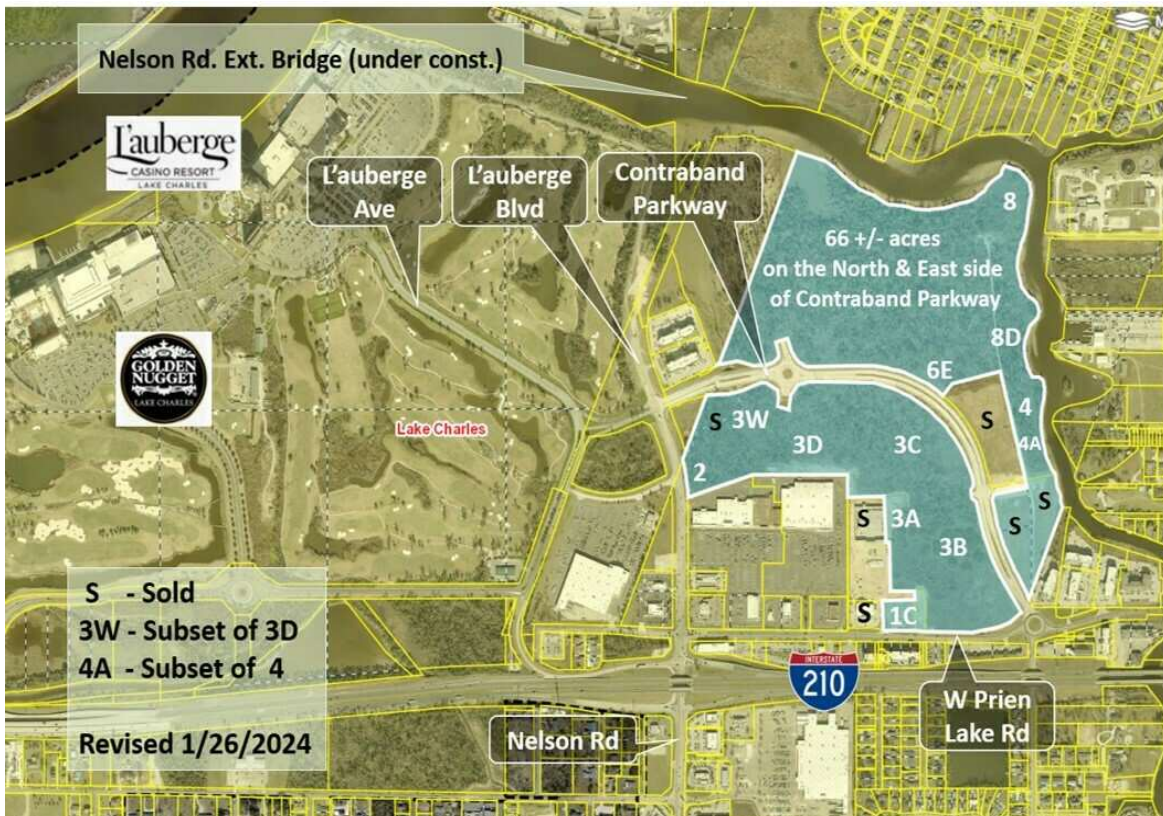 M
Nelson Rd. Ext. Bridge (under const.)
L'auberge
CASINO RESORT
LAKE CHARLES
L'auberge
Ave
L'auberge
Blvd
Contraband
Parkway
8
66 +/- acres
on the North & East side
of Contraband Parkway
8D
GOLDEN
NUGGET
LAKE CHARLES
6E
S
3W
S
4
Lake Charles
3D
3C
4A
2
S
S
S
3A
3B
S
1C
S - Sold
3W - Subset of 3D
4A - Subset of 4
Revised 1/26/2024
INTERSTATE
210
W Prien
Lake Rd
Nelson Rd